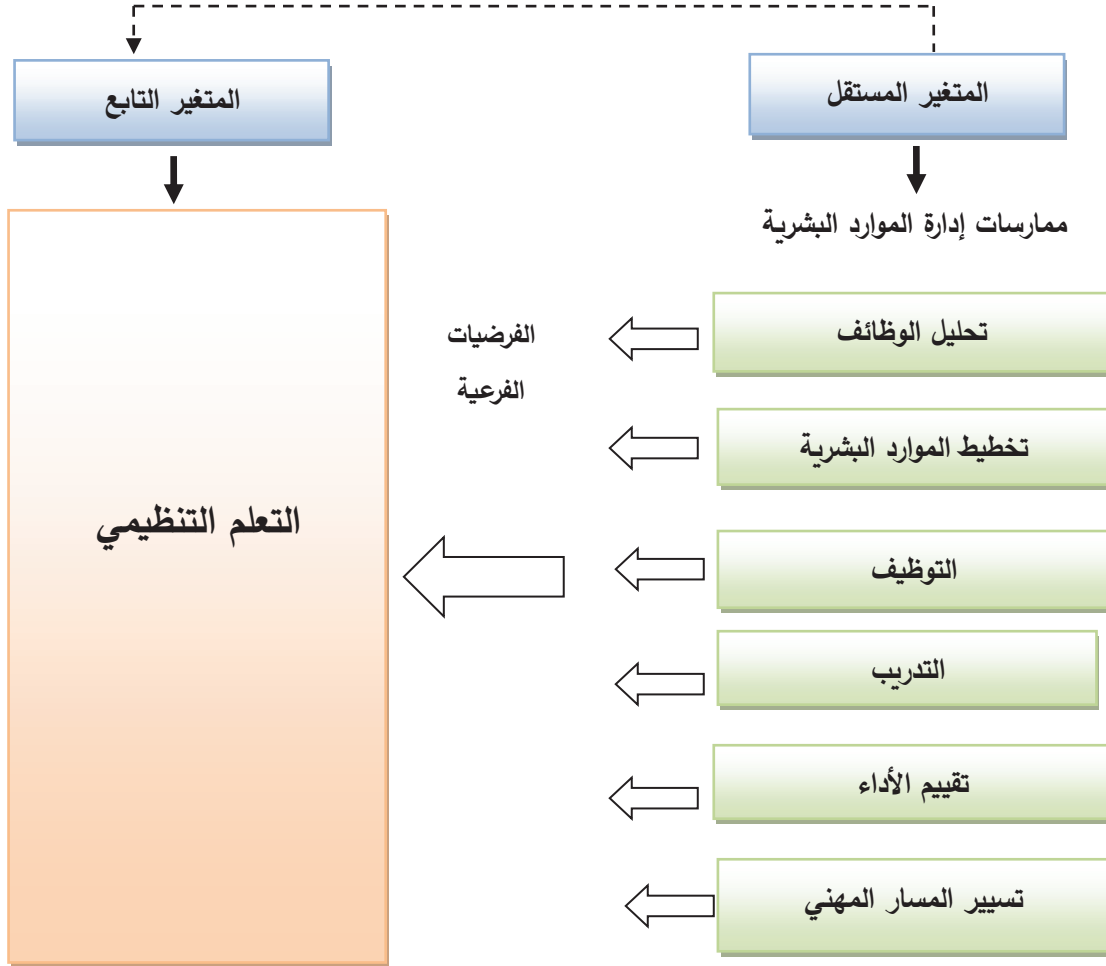 المتغير المستقل
المتغير التابع
ممارسات إدارة الموارد البشرية
تحليل الوظائف
تخطيط الموارد البشرية
التوظيف
التدريب
تقييم الأداء
تسيير المسار المهني
الفرضيات
الفرعية
التعلم التنظيمي